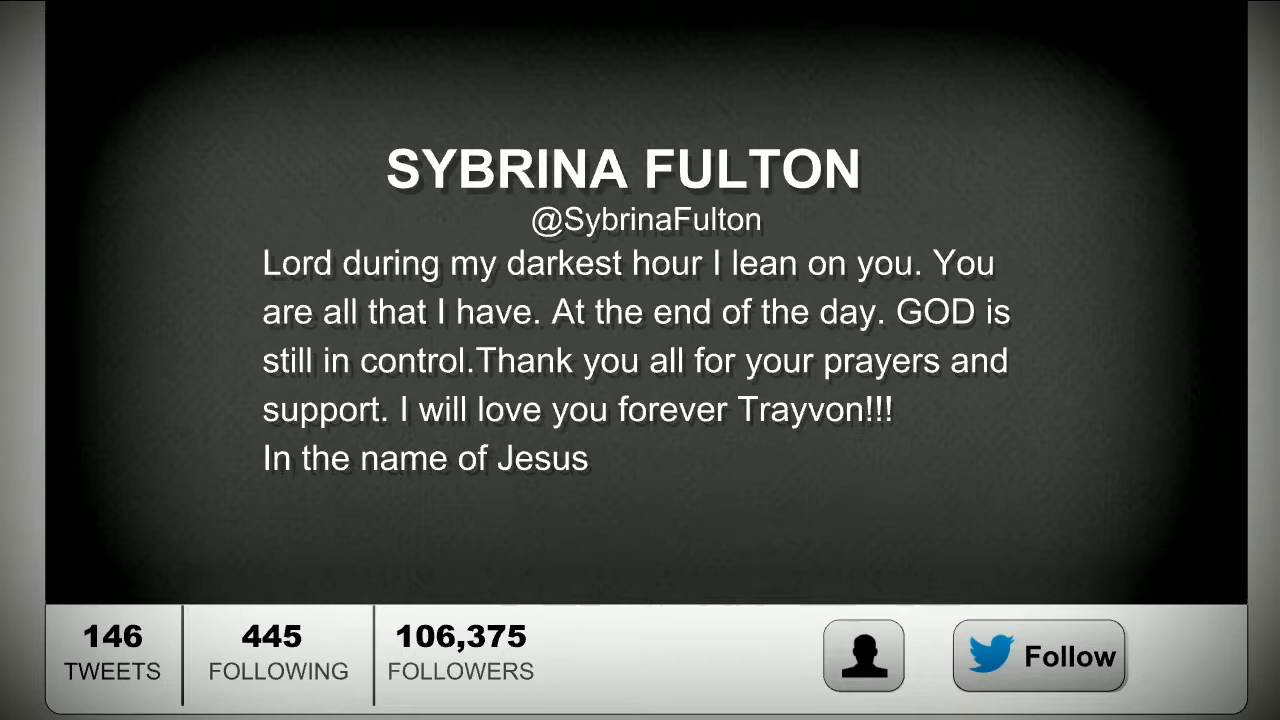 SYBRINA FULTON
@SybrinaFulton
Lord during my darkest hour I lean on you. You
are all that I have. At the end of the day. GOD is
still in control.Thank you all for your prayers and
support. I will love you forever Trayvon!!!
In the name of Jesus
146 445 106,375
TWEETS FOLLOWING FOLLOWERS Follow